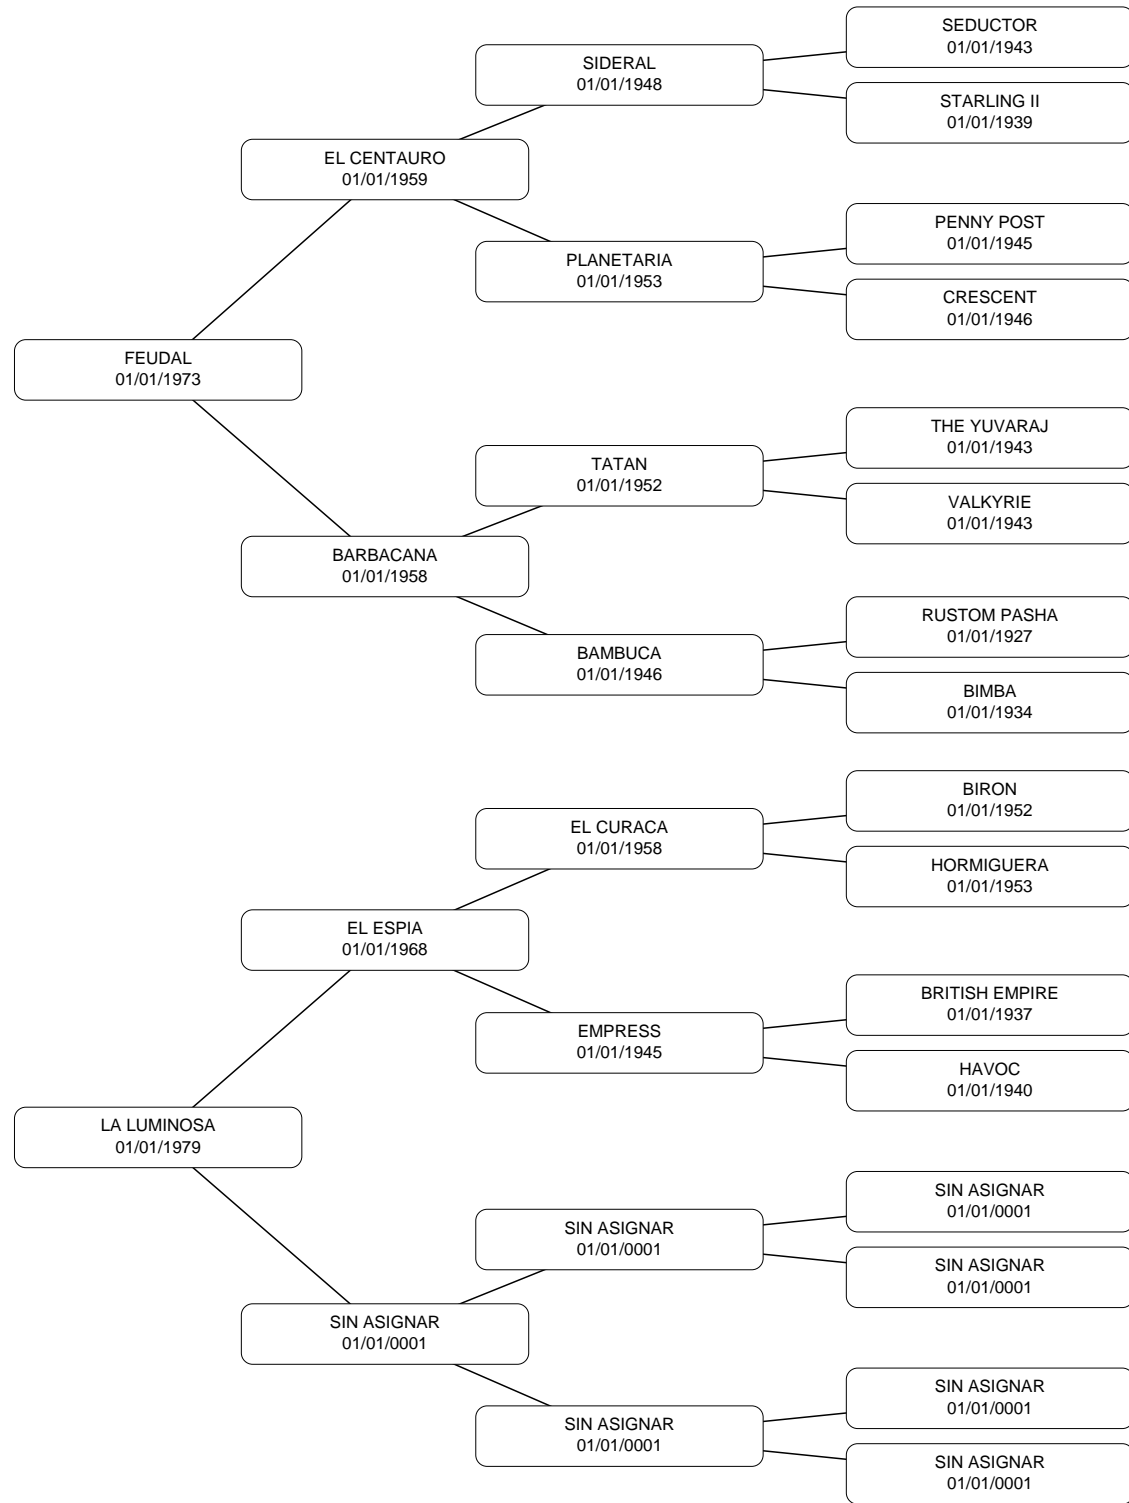 SEDUCTOR
01/01/1943
SIDERAL
01/01/1948
STARLING II
01/01/1939
EL CENTAURO
01/01/1959
PENNY POST
01/01/1945
PLANETARIA
01/01/1953
CRESCENT
01/01/1946
FEUDAL
01/01/1973
THE YUVARAJ
01/01/1943
TATAN
01/01/1952
VALKYRIE
01/01/1943
BARBACANA
01/01/1958
RUSTOM PASHA
01/01/1927
BAMBUCA
01/01/1946
BIMBA
01/01/1934
BIRON
01/01/1952
EL CURACA
01/01/1958
HORMIGUERA
01/01/1953
EL ESPIA
01/01/1968
BRITISH EMPIRE
01/01/1937
EMPRESS
01/01/1945
HAVOC
01/01/1940
LA LUMINOSA
01/01/1979
SIN ASIGNAR
01/01/0001
SIN ASIGNAR
01/01/0001
SIN ASIGNAR
01/01/0001
SIN ASIGNAR
01/01/0001
SIN ASIGNAR
01/01/0001
SIN ASIGNAR
01/01/0001
SIN ASIGNAR
01/01/0001